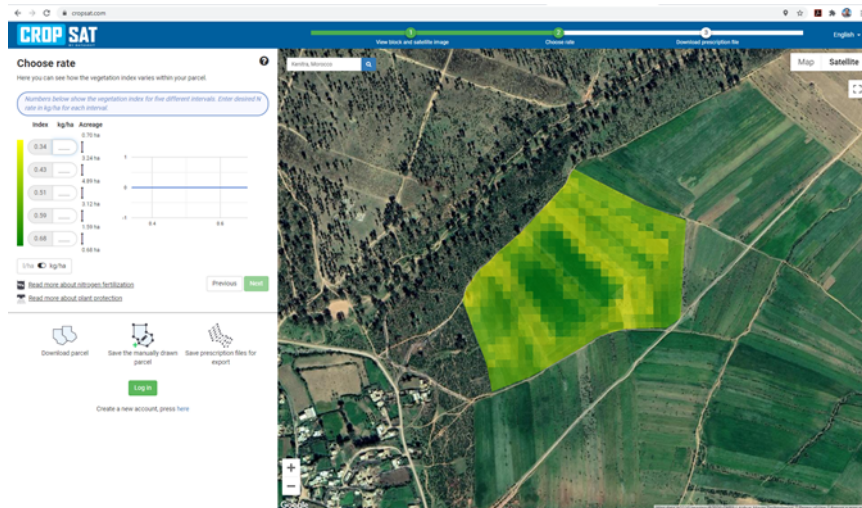 cropsat.com
CROP SAT
1
2
3
View block and satellite image
Choose rate
Download prescription file
English
Choose rate
Here you can see how the vegetation index varies within your parcel.
Numbers below show the vegetation index for five different intervals. Enter desired N
rate in kg/ha for each interval.
Index kg/ha Acreage
0.70 ha
0.34
3.24 ha
0.43
4.89 ha
0.51
3.12 ha
0.59
1.59 ha
0.68
0.68 ha
1
0
-1
0.4
0.6
l/ha kg/ha
Read more about nitrogen fertilization
Read more about plant protection
Previous
Next
Download parcel
Save the manually drawn
parcel
Save prescription files for
export
Log in
Create a new account, press here
Kenitra, Morocco
Map
Satellite
+
−
Google